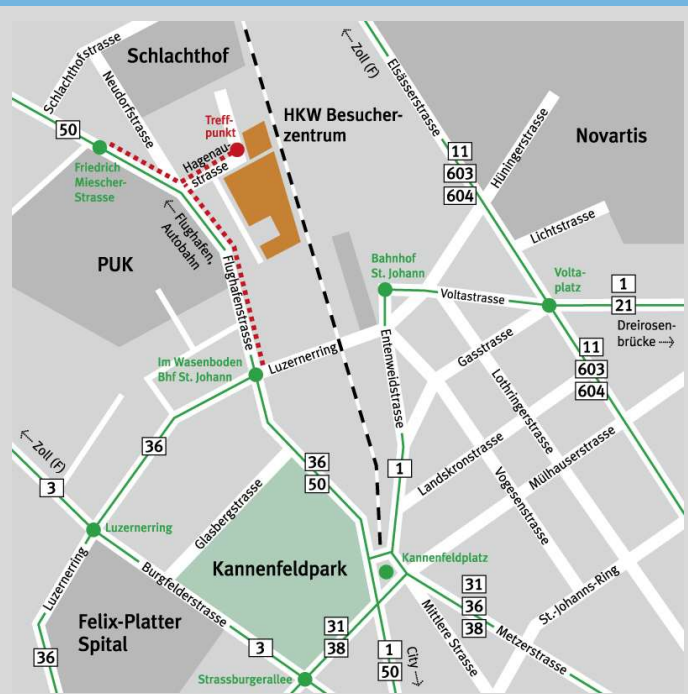 Schlachthofstrasse
Schlachthof
Neudorfstrasse
← Zoll (F)
Elsässerstrasse
50
Treff-
punkt
HKW Besucher-
zentrum
Novartis
Hüningerstrasse
11
603
604
Friedrich
Miescher-
Strasse
Hagenau-
strasse
← Flughafen,
Autobahn
PUK
Flughafenstrasse
Lichtstrasse
Bahnhof
St. Johann
Volta-
platz
1
21
Voltastrasse
Dreirosen-
brücke →
Im Wasenboden
Bhf St. Johann
Luzernerring
Entenweidstrasse
Gasstrasse
11
603
604
Lothringerstrasse
← Zoll (F)
3
36
36
50
1
Landskronstrasse
Mülhauserstrasse
Vogesenstrasse
Glasbergstrasse
Luzernerring
Luzernerring
Burgfelderstrasse
Kannenfeldpark
Kannenfeldplatz
St.-Johanns-Ring
Felix-Platter
Spital
31
38
31
36
38
Mittlere Strasse
Metzerstrasse
36
3
1
50
City →
Strassburgerallee